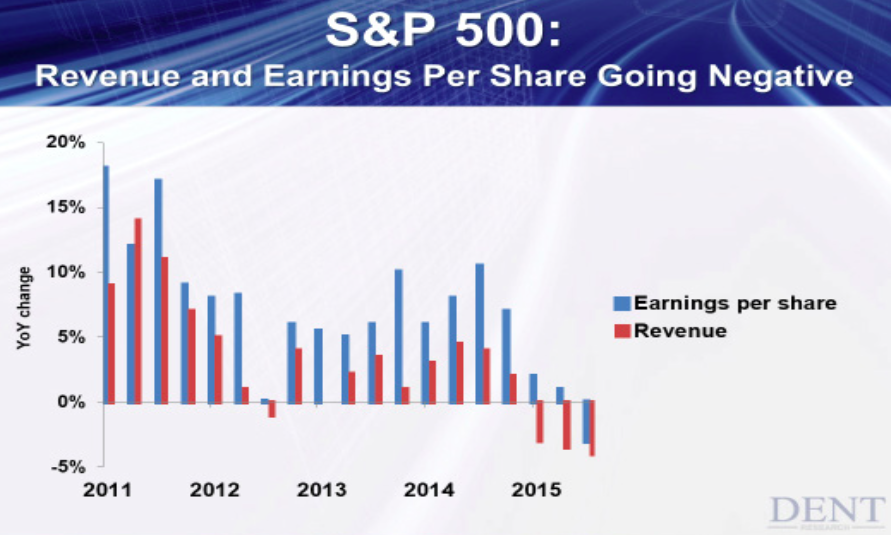 S&P 500:
Revenue and Earnings Per Share Going Negative
20%
15%
10%
5%
0%
-5%
YoY change
2011 2012 2013 2014 2015
Earnings per share
Revenue
DENT
RESEARCH